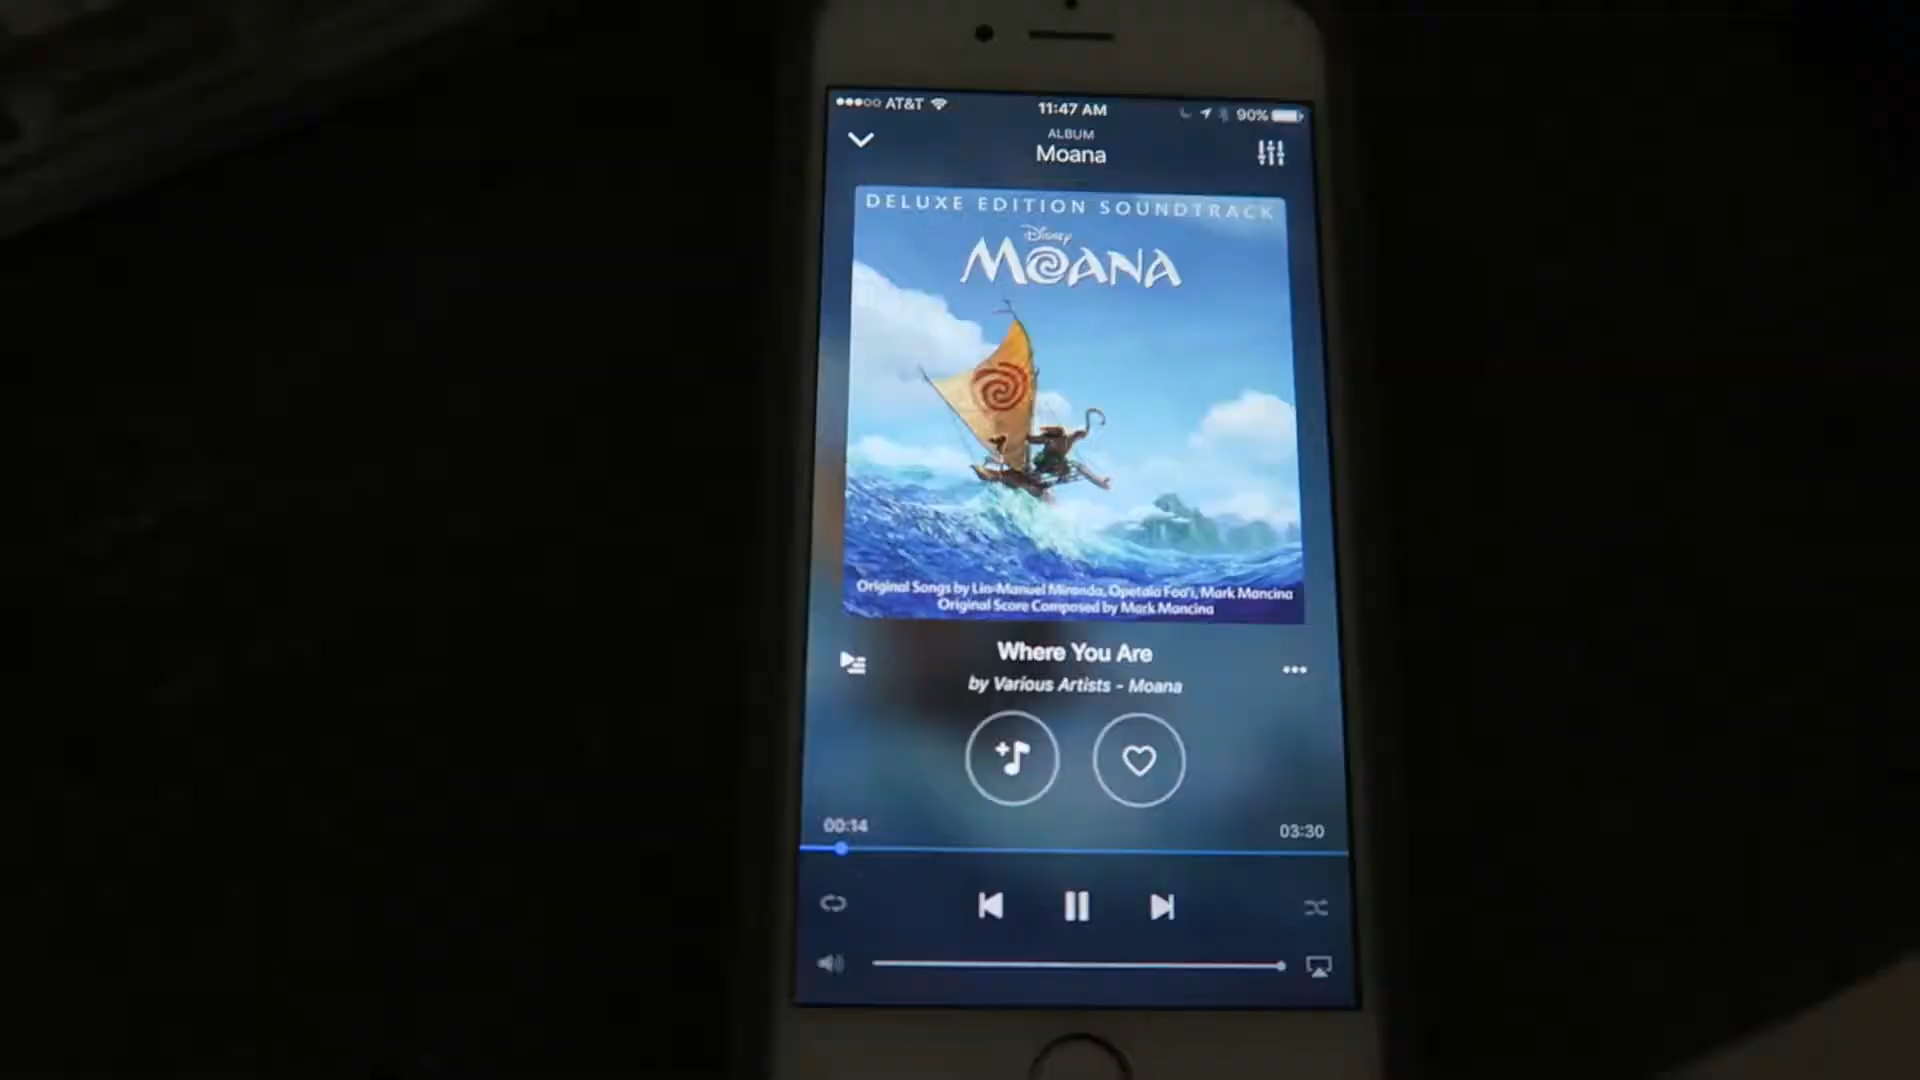 AT&T 11:47 AM 90%
ALBUM
Moana
DELUXE EDITION SOUNDTRACK
Disney
MOANA
Original Songs by Lin-Manuel Miranda, Opetaia Foa'i, Mark Mancina
Original Score Composed by Mark Mancina
Where You Are
by Various Artists - Moana
00:14 03:30